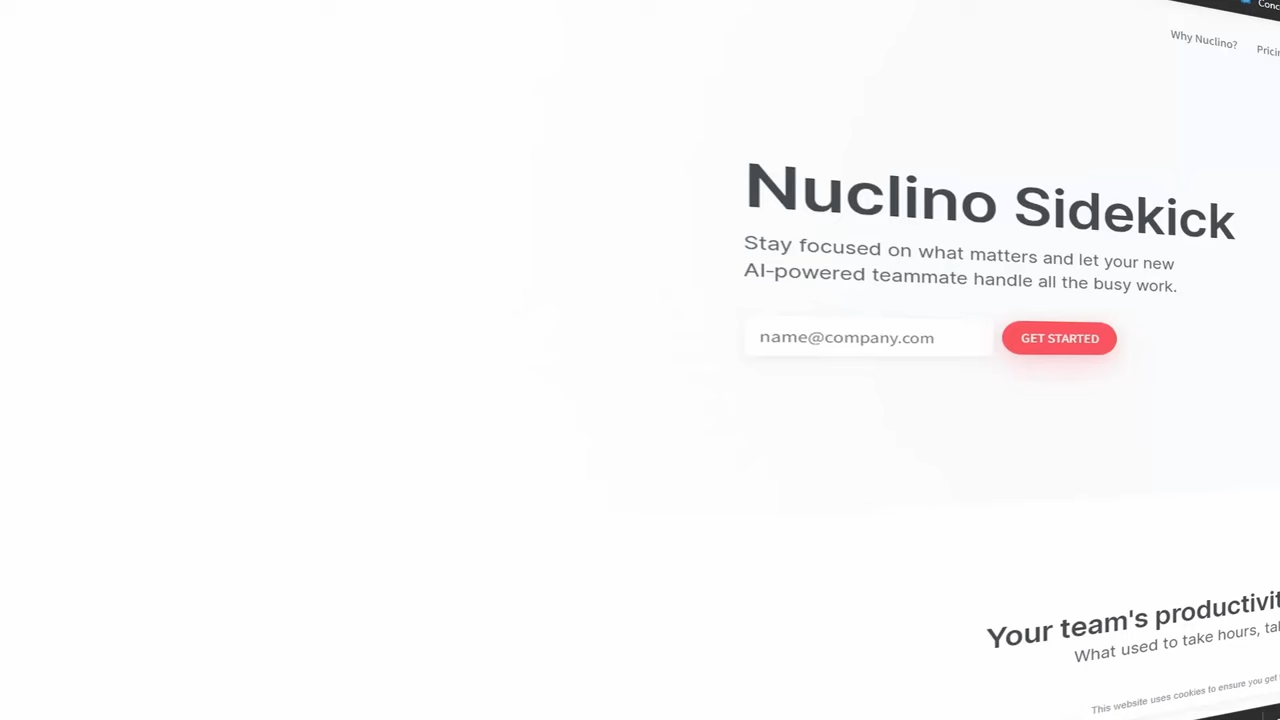 Why Nuclino?
Nuclino Sidekick
Stay focused on what matters and let your new
AI-powered teammate handle all the busy work.
name@company.com
GET STARTED
Your team's
What used to take hours,
This website uses cookies to ensure you get